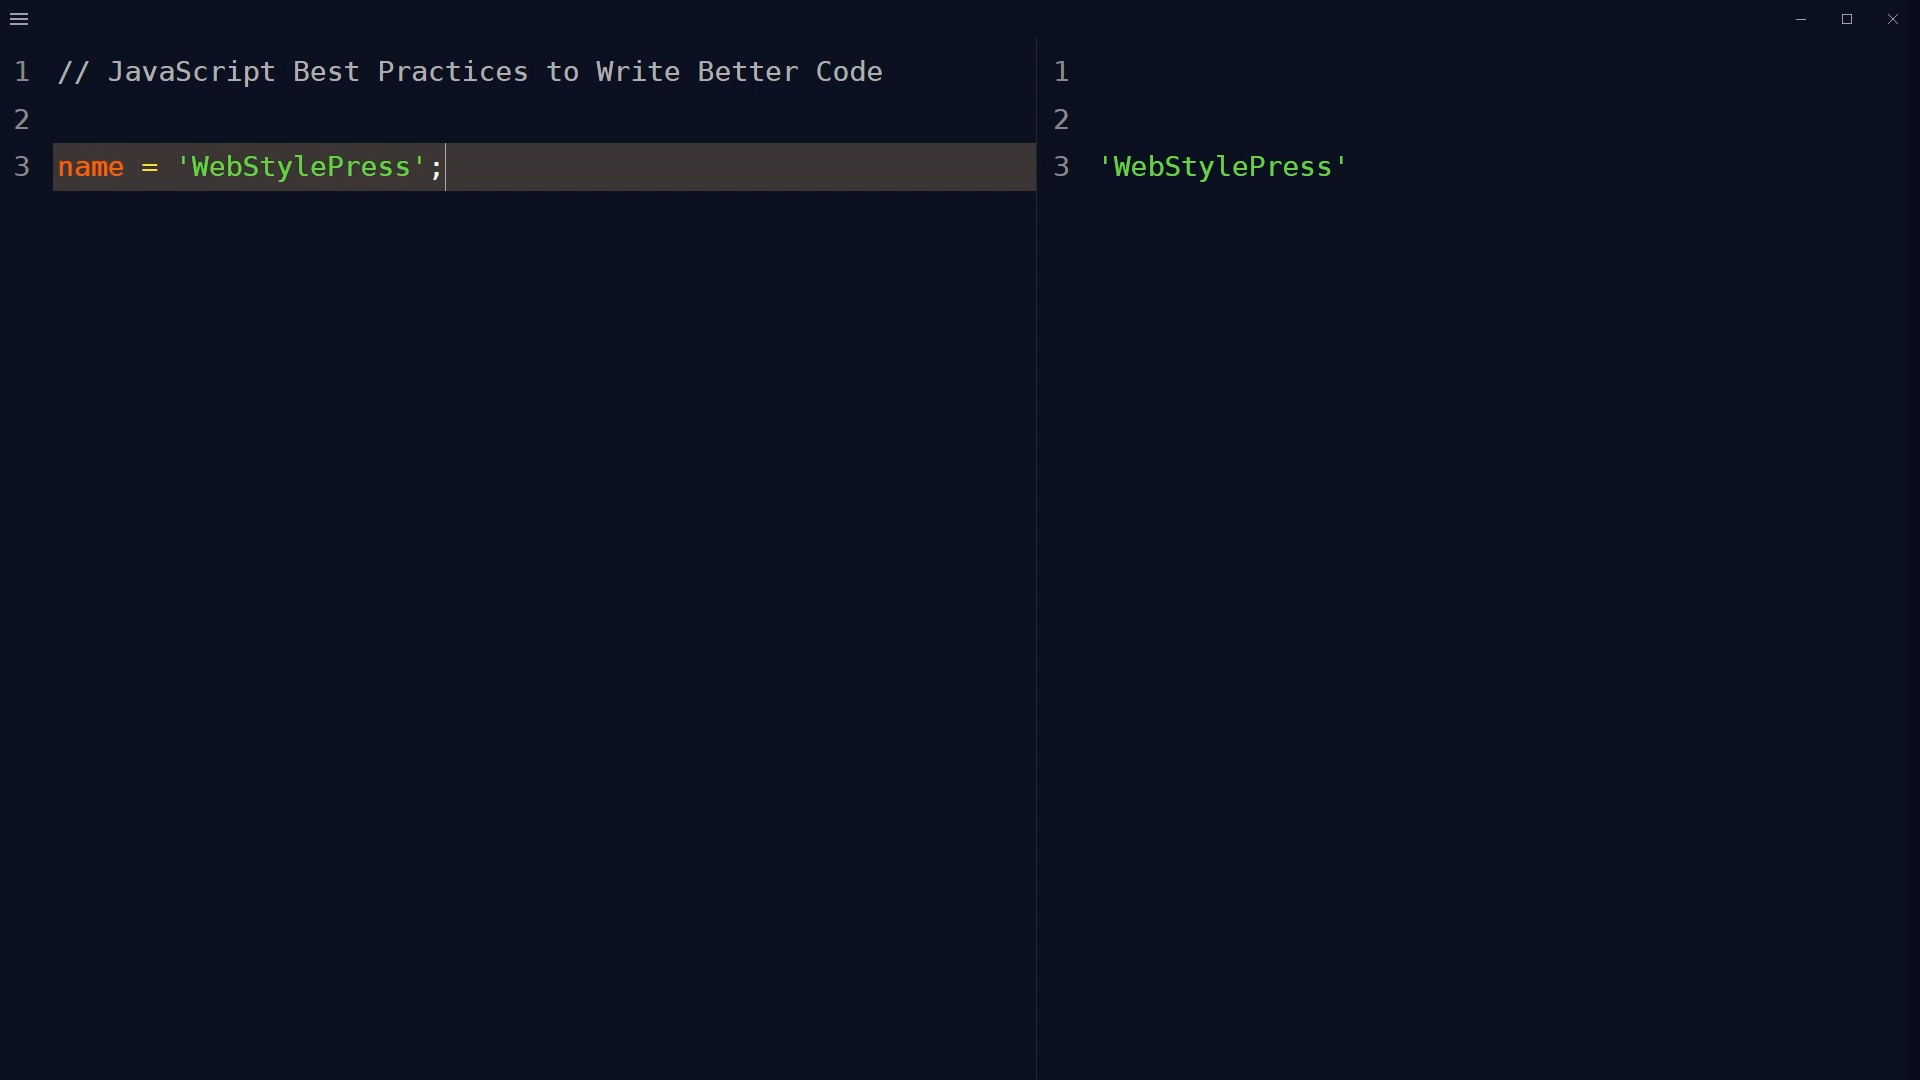 1 // JavaScript Best Practices to Write Better Code
2
3 name = 'WebStylePress';
1
2
3 'WebStylePress'